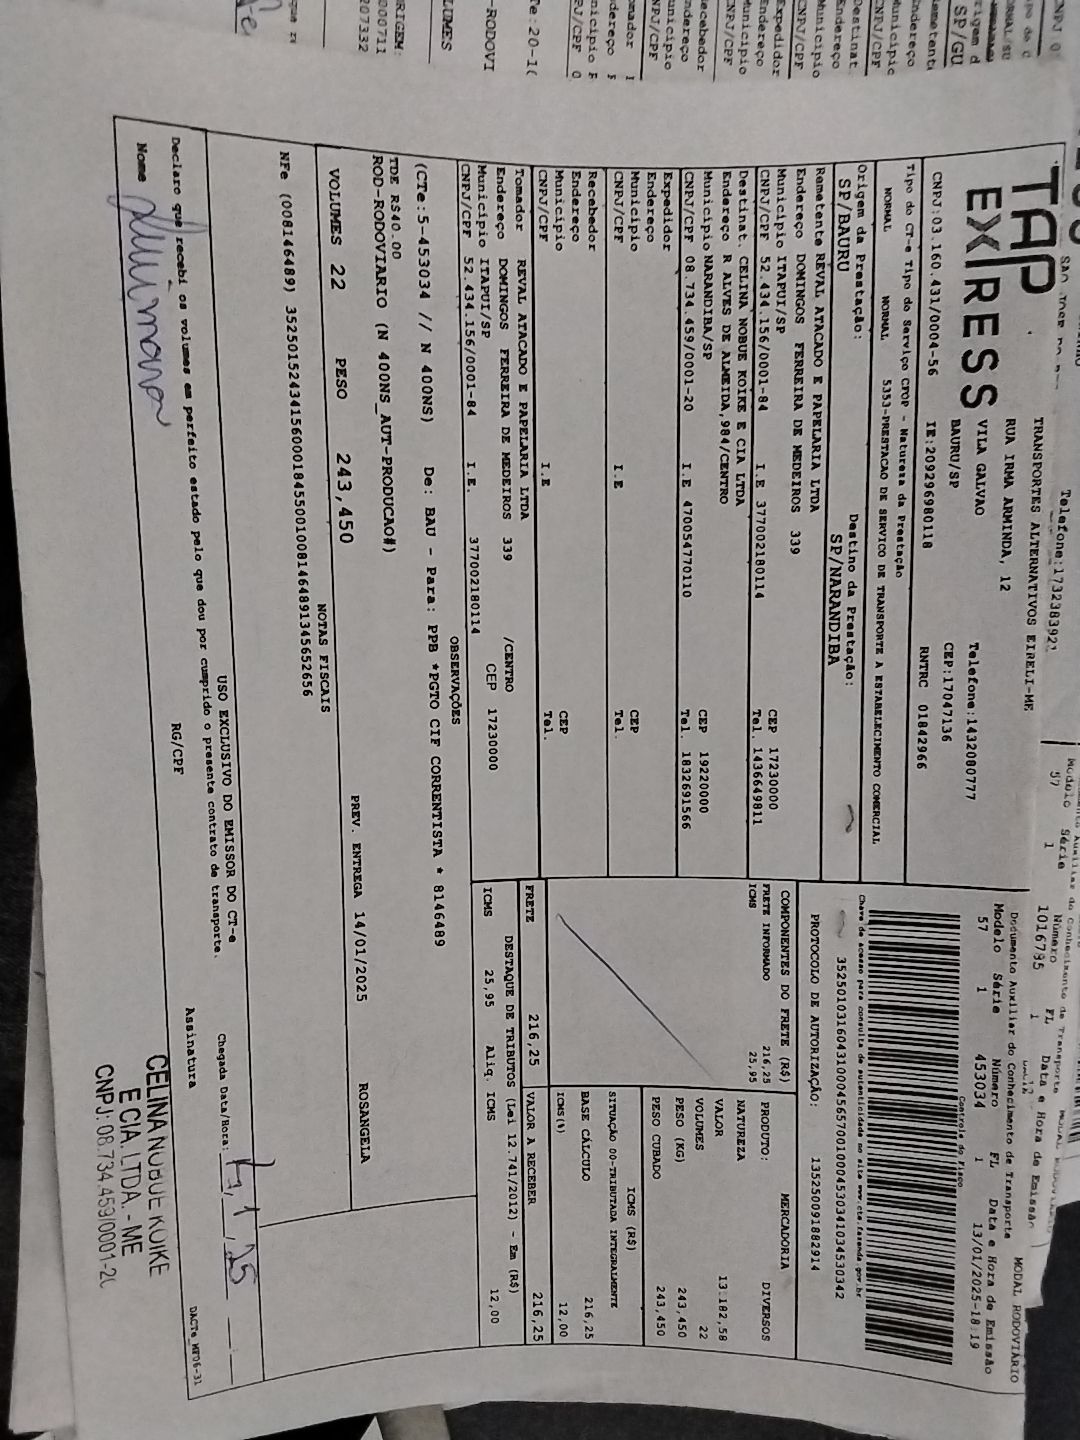 TAP
EXPRESS
TRANSPORTES ALTERNATIVOS EIRELI-ME
RUA IRMA ARMINDA, 12
VILA GALVAO
BAURU/SP
Telefone:1432080777
CEP:17047136
CNPJ:03.160.431/0004-56 IE:209296980118 RNTRC 01842966
MODAL RODOVIÁRIO
Documento Auxiliar do Conhecimento de Transporte
Modelo Série Número FL Data e Hora de Emissão
57 1 453034 1 13/01/2025-18:19
Controle do Fisco
Chave de acesso para consulta de autenticidade no site www.cte.fazenda.gov.br
35250103160431000456570010004530341034530342
PROTOCOLO DE AUTORIZAÇÃO: 135250091882914
Tipo do CT-e Tipo do Serviço CFOP - Natureza da Prestação
NORMAL NORMAL 5353-PRESTACAO DE SERVICO DE TRANSPORTE A ESTABELECIMENTO COMERCIAL
Origem da Prestação: Destino da Prestação:
SP/BAURU SP/NARANDIBA
Remetente REVAL ATACADO E PAPELARIA LTDA
Endereço DOMINGOS FERREIRA DE MEDEIROS 339
Município ITAPUI/SP CEP 17230000
CNPJ/CPF 52.434.156/0001-84 I.E 377002180114 Tel. 1436649811
Destinat. CELINA NOBUE KOIKE E CIA LTDA
Endereço R ALVES DE ALMEIDA,984/CENTRO
Município NARANDIBA/SP CEP 19220000
CNPJ/CPF 08.734.459/0001-20 I.E 470054770110 Tel. 1832691566
Expedidor
Endereço
Município CEP
CNPJ/CPF I.E Tel.
Recebedor
Endereço
Município CEP
CNPJ/CPF I.E Tel.
Tomador REVAL ATACADO E PAPELARIA LTDA
Endereço DOMINGOS FERREIRA DE MEDEIROS 339 /CENTRO
Município ITAPUI/SP CEP 17230000
CNPJ/CPF 52.434.156/0001-84 I.E. 377002180114
COMPONENTES DO FRETE (R$)
FRETE INFORMADO 216,25
ICMS 25,95
MERCADORIA
PRODUTO: DIVERSOS
NATUREZA
VALOR 13.182,58
VOLUMES 22
PESO (KG) 243,450
PESO CUBADO 243,450
ICMS (R$)
SITUAÇÃO 00-TRIBUTADA INTEGRALMENTE
BASE CÁLCULO 216,25
ICMS(%) 12,00
FRETE 216,25 VALOR A RECEBER 216,25
DESTAQUE DE TRIBUTOS (Lei 12.741/2012) - Em (R$)
ICMS 25,95 Aliq. ICMS 12,00
OBSERVAÇÕES
(CTe:5-453034 // N 400NS) De: BAU - Para: PPB *PGTO CIF CORRENTISTA * 8146489
TDE R$40.00
ROD-RODOVIARIO (N 400NS_AUT-PRODUCAO#)
VOLUMES 22 PESO 243,450 PREV. ENTREGA 14/01/2025 ROSANGELA
NOTAS FISCAIS
NFe (008146489) 35250152434156000184550010081464891345652656
USO EXCLUSIVO DO EMISSOR DO CT-e
Declaro que recebi os volumes em perfeito estado pelo que dou por cumprido o presente contrato de transporte.
Chegada Data/Hora:
Nome RG/CPF Assinatura
DACTe_MF06-31
CELINA NOBUE KOIKE
E CIA. LTDA. - ME
CNPJ: 08.734.459/0001-20